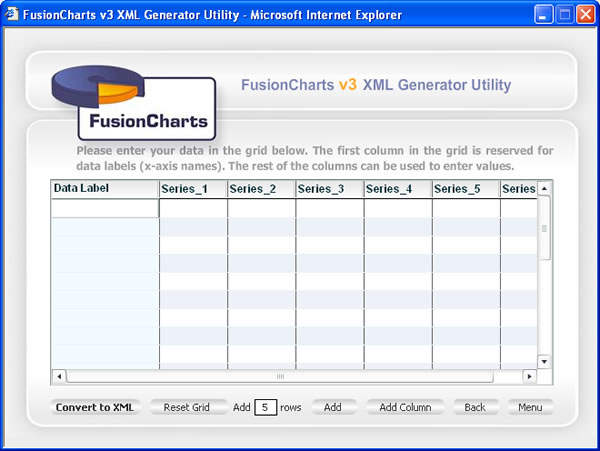 FusionCharts v3 XML Generator Utility - Microsoft Internet Explorer
FusionCharts v3 XML Generator Utility
FusionCharts
Please enter your data in the grid below. The first column in the grid is reserved for
data labels (x-axis names). The rest of the columns can be used to enter values.
Data Label Series_1 Series_2 Series_3 Series_4 Series_5 Series
Convert to XML Reset Grid Add 5 rows Add Add Column Back Menu